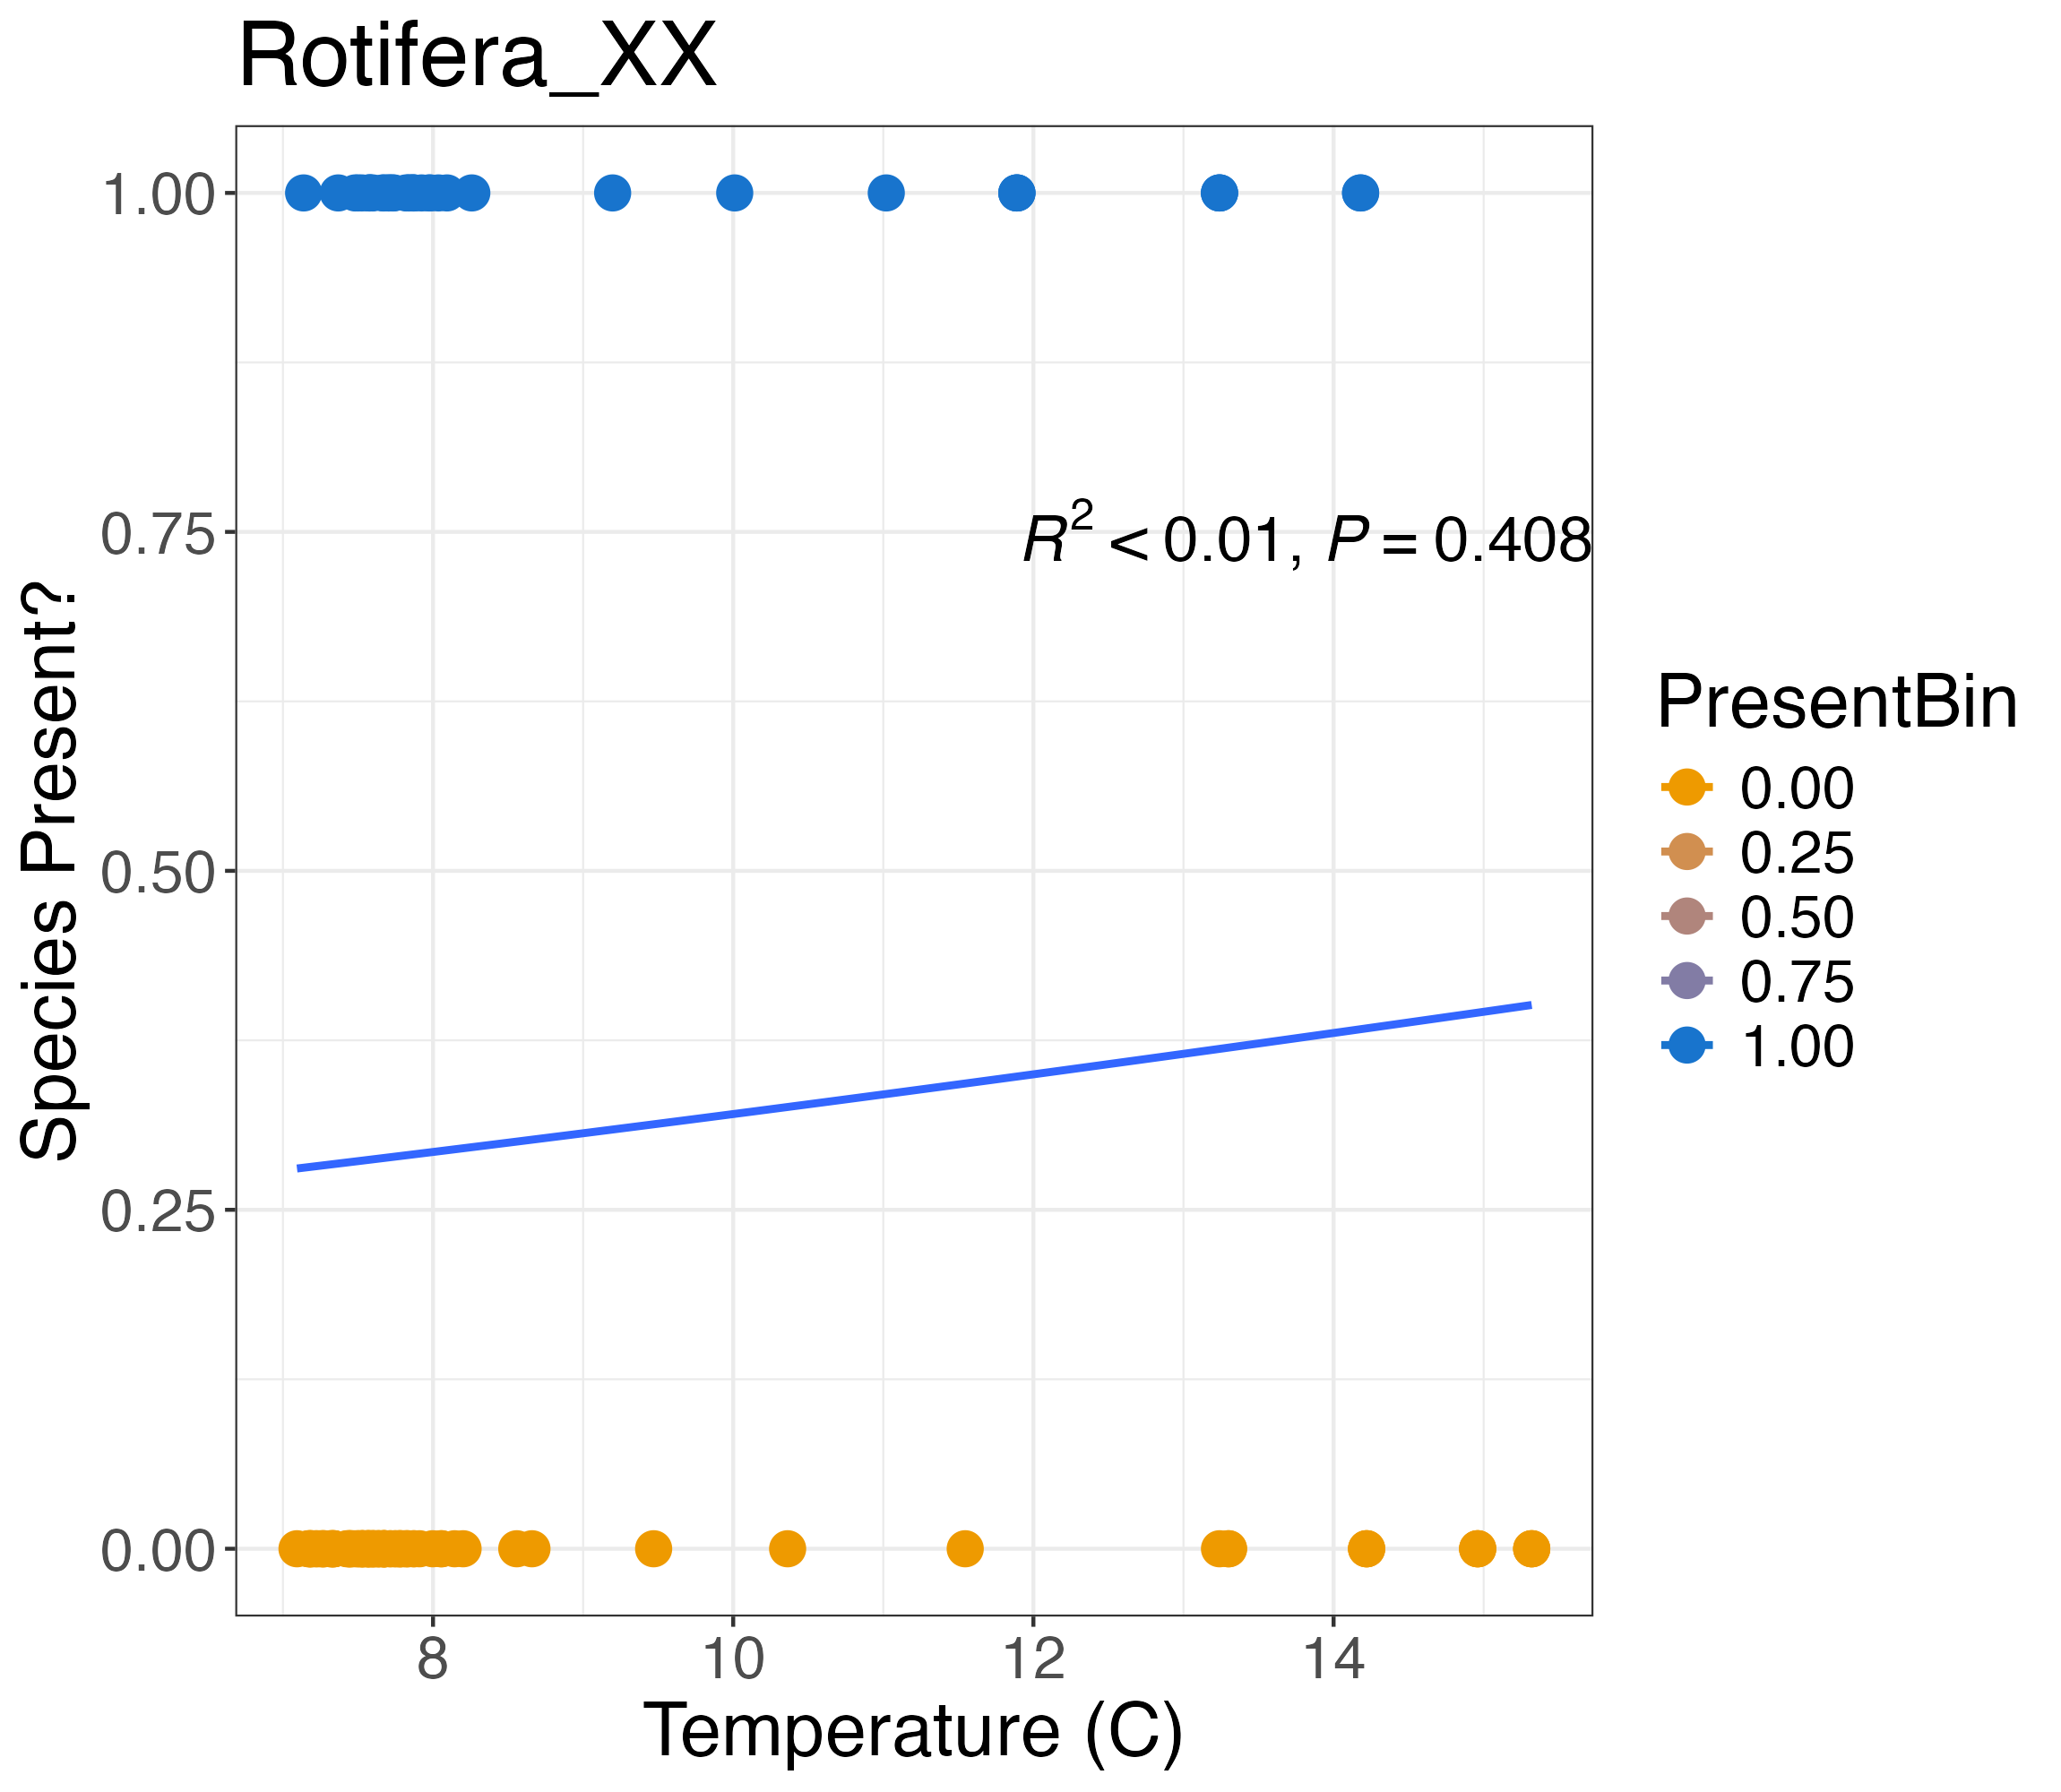 Rotifera_XX
1.00
0.75
0.50
0.25
0.00
Species Present?
R² < 0.01, P = 0.408
8 10 12 14
Temperature (C)
PresentBin
0.00
0.25
0.50
0.75
1.00